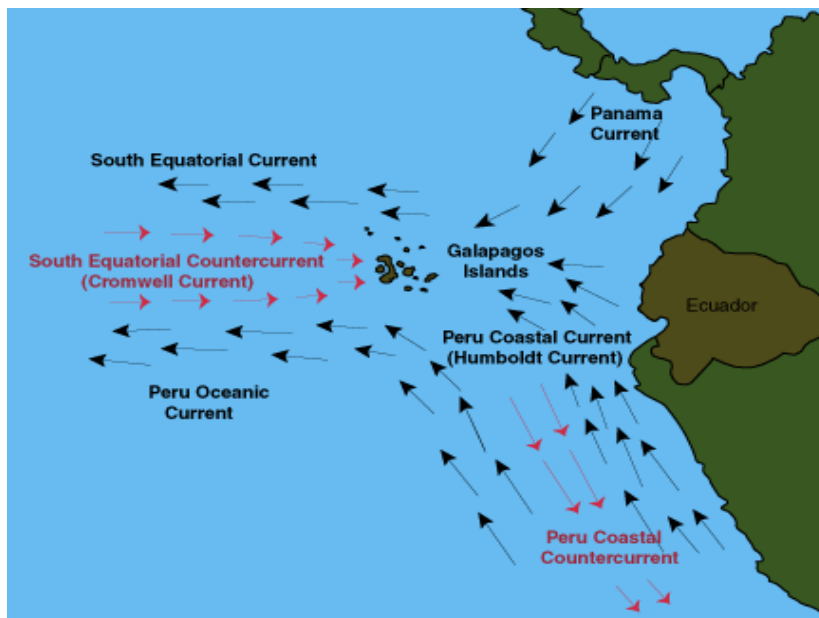 Panama
Current
South Equatorial Current
Galapagos
Islands
South Equatorial Countercurrent
(Cromwell Current)
Ecuador
Peru Coastal Current
(Humboldt Current)
Peru Oceanic
Current
Peru Coastal
Countercurrent